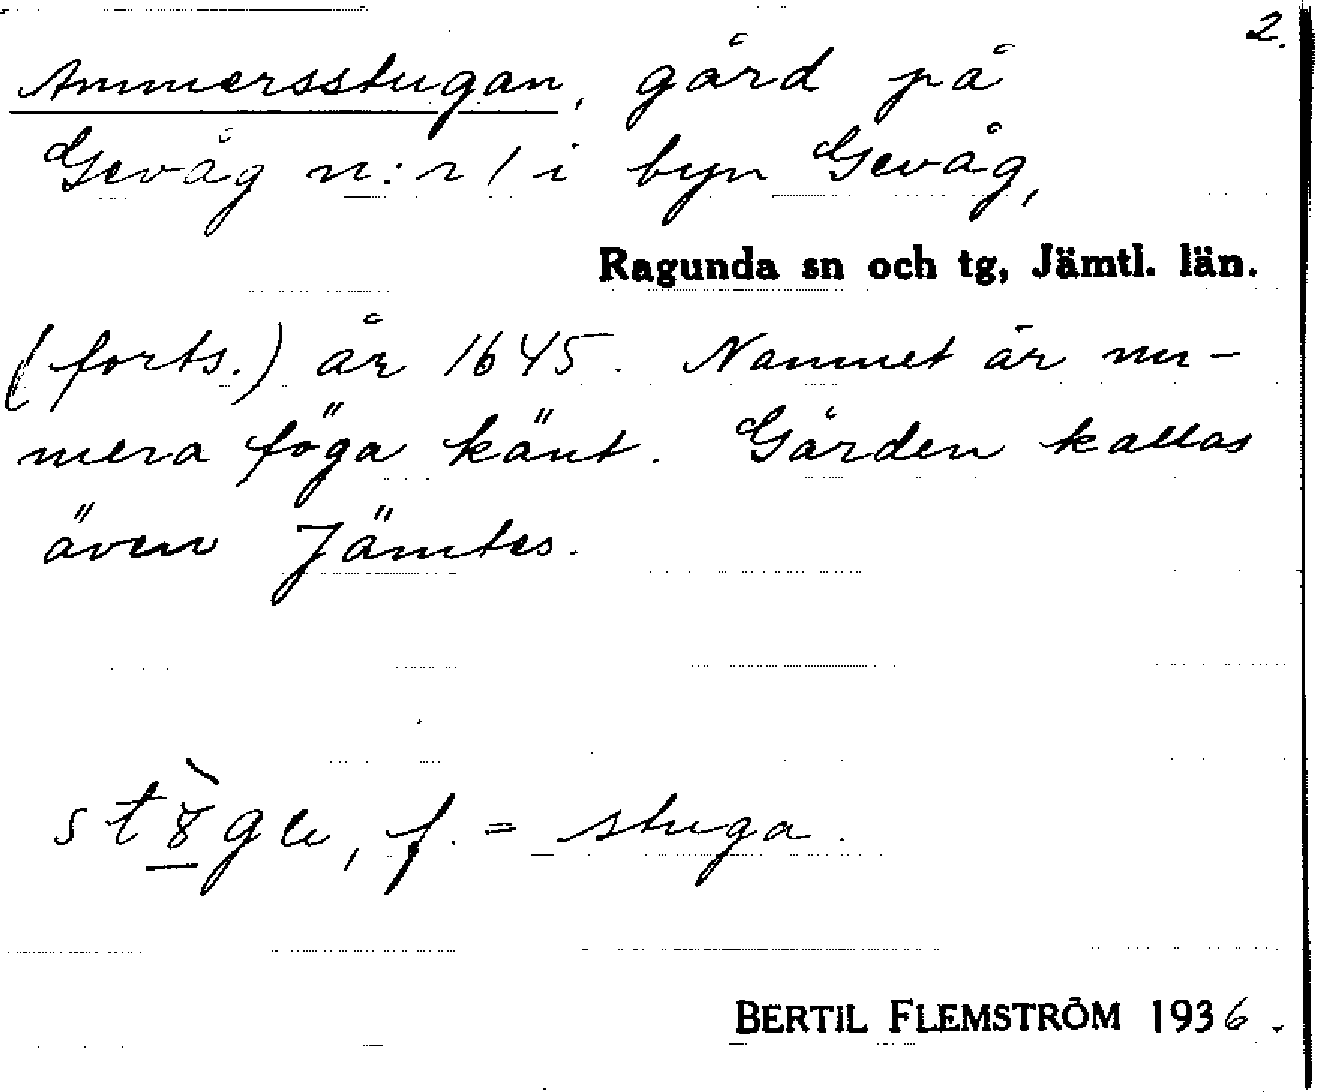 2.
Ammersstugan, gård på
Gevåg n:r 1 i byn Gevåg,
Ragunda sn och tg, Jämtl. län.
(forts.) år 1645. Namnet är nu-
mera föga känt. Gården kallas
även Jämtes.
f. = stuga.
BERTIL FLEMSTRÖM 1936.